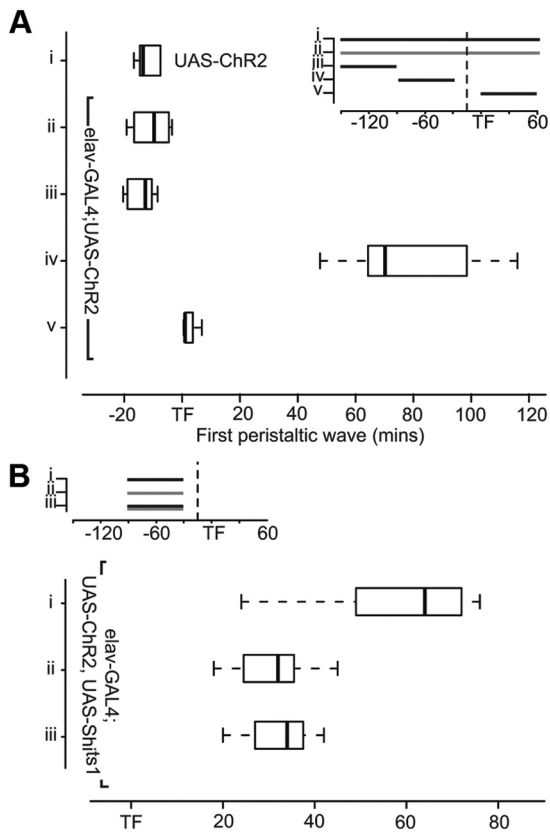 A
i
ii
iii
iv
v
-120 -60 TF 60
i UAS-ChR2
ii
iii
iv
v
elav-GAL4;UAS-ChR2
-20 TF 20 40 60 80 100 120
First peristaltic wave (mins)
B
i
ii
iii
-120 -60 TF 60
i
ii
iii
elav-GAL4;
UAS-ChR2, UAS-Shits1
TF 20 40 60 80